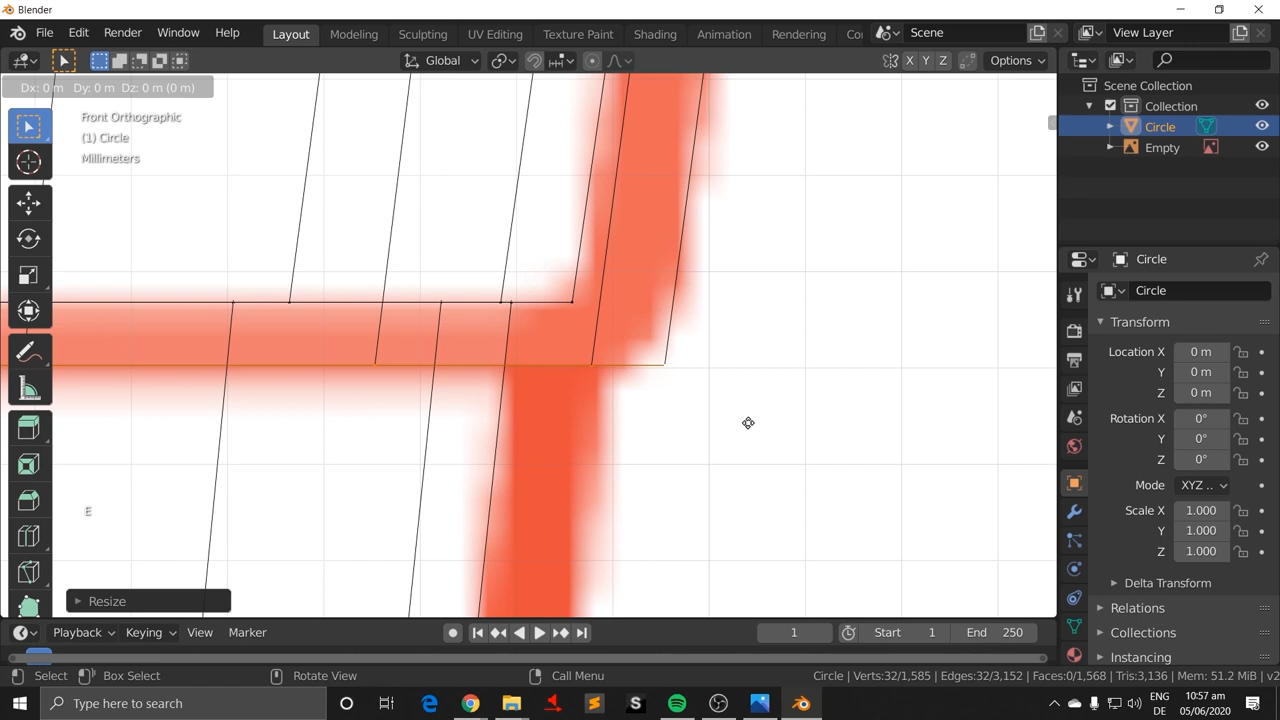 Blender
File Edit Render Window Help Layout Modeling Sculpting UV Editing Texture Paint Shading Animation Rendering Co Scene View Layer
Global X Y Z Options
Dx: 0 m Dy: 0 m Dz: 0 m (0 m)
Front Orthographic
(1) Circle
Millimeters
E
Resize
Scene Collection
Collection
Circle
Empty
Circle
Circle
Transform
Location X 0 m
Y 0 m
Z 0 m
Rotation X 0°
Y 0°
Z 0°
Mode XYZ ..
Scale X 1.000
Y 1.000
Z 1.000
Delta Transform
Relations
Collections
Instancing
Playback Keying View Marker 1 Start 1 End 250
Select Box Select Rotate View Call Menu Circle | Verts:32/1,585 | Edges:32/3,152 | Faces:0/1,568 | Tris:3,136 | Mem: 51.2 MiB | v2
Type here to search ENG 10:57 am
DE 05/06/2020